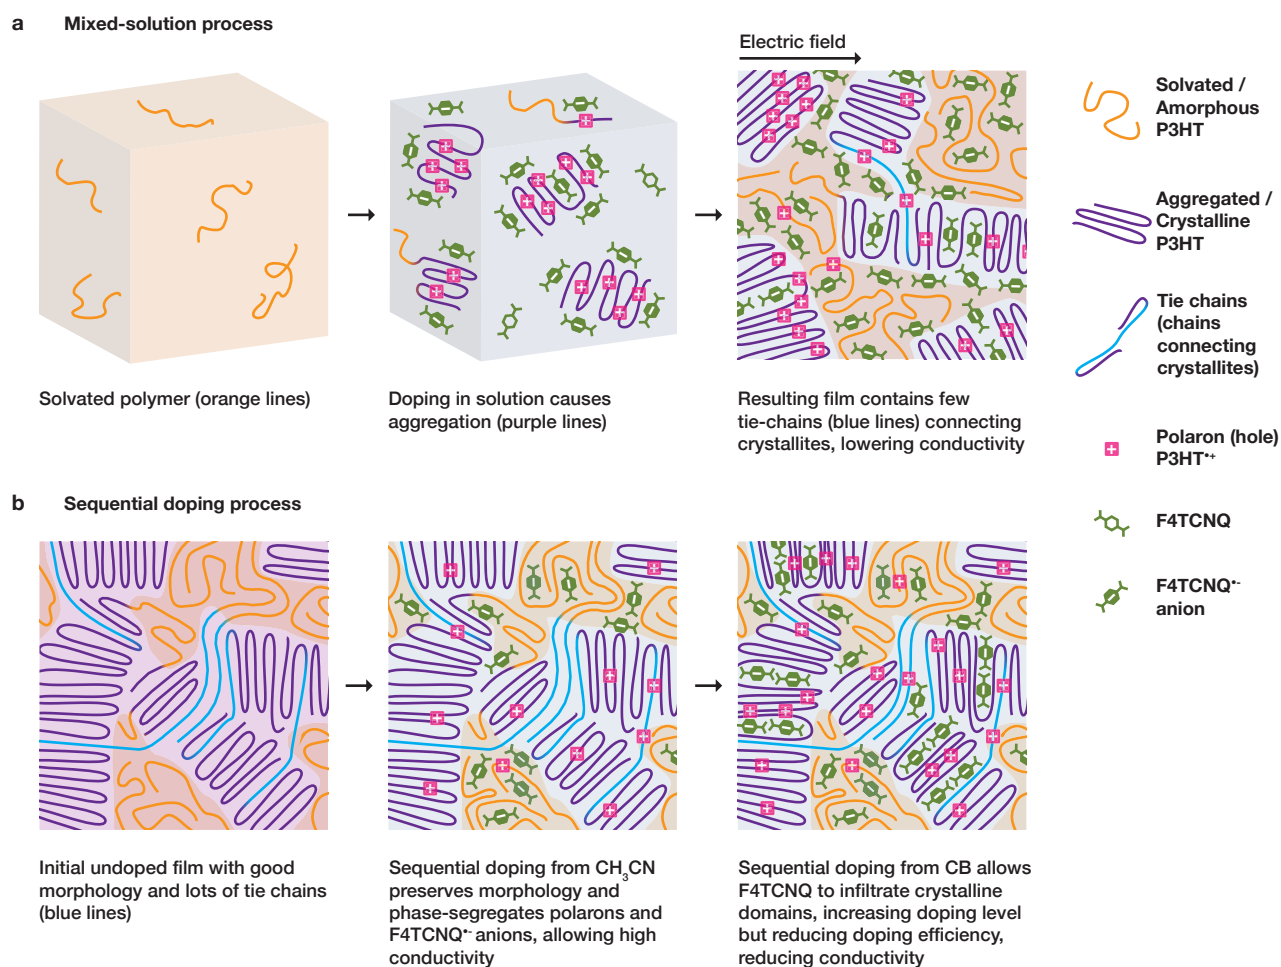 a Mixed-solution process
Electric field
Solvated polymer (orange lines)
Doping in solution causes
aggregation (purple lines)
Resulting film contains few
tie-chains (blue lines) connecting
crystallites, lowering conductivity
Solvated /
Amorphous
P3HT
Aggregated /
Crystalline
P3HT
Tie chains
(chains
connecting
crystallites)
Polaron (hole)
P3HT•+
F4TCNQ
F4TCNQ•-
anion
b Sequential doping process
Initial undoped film with good
morphology and lots of tie chains
(blue lines)
Sequential doping from CH₃CN
preserves morphology and
phase-segregates polarons and
F4TCNQ•- anions, allowing high
conductivity
Sequential doping from CB allows
F4TCNQ to infiltrate crystalline
domains, increasing doping level
but reducing doping efficiency,
reducing conductivity